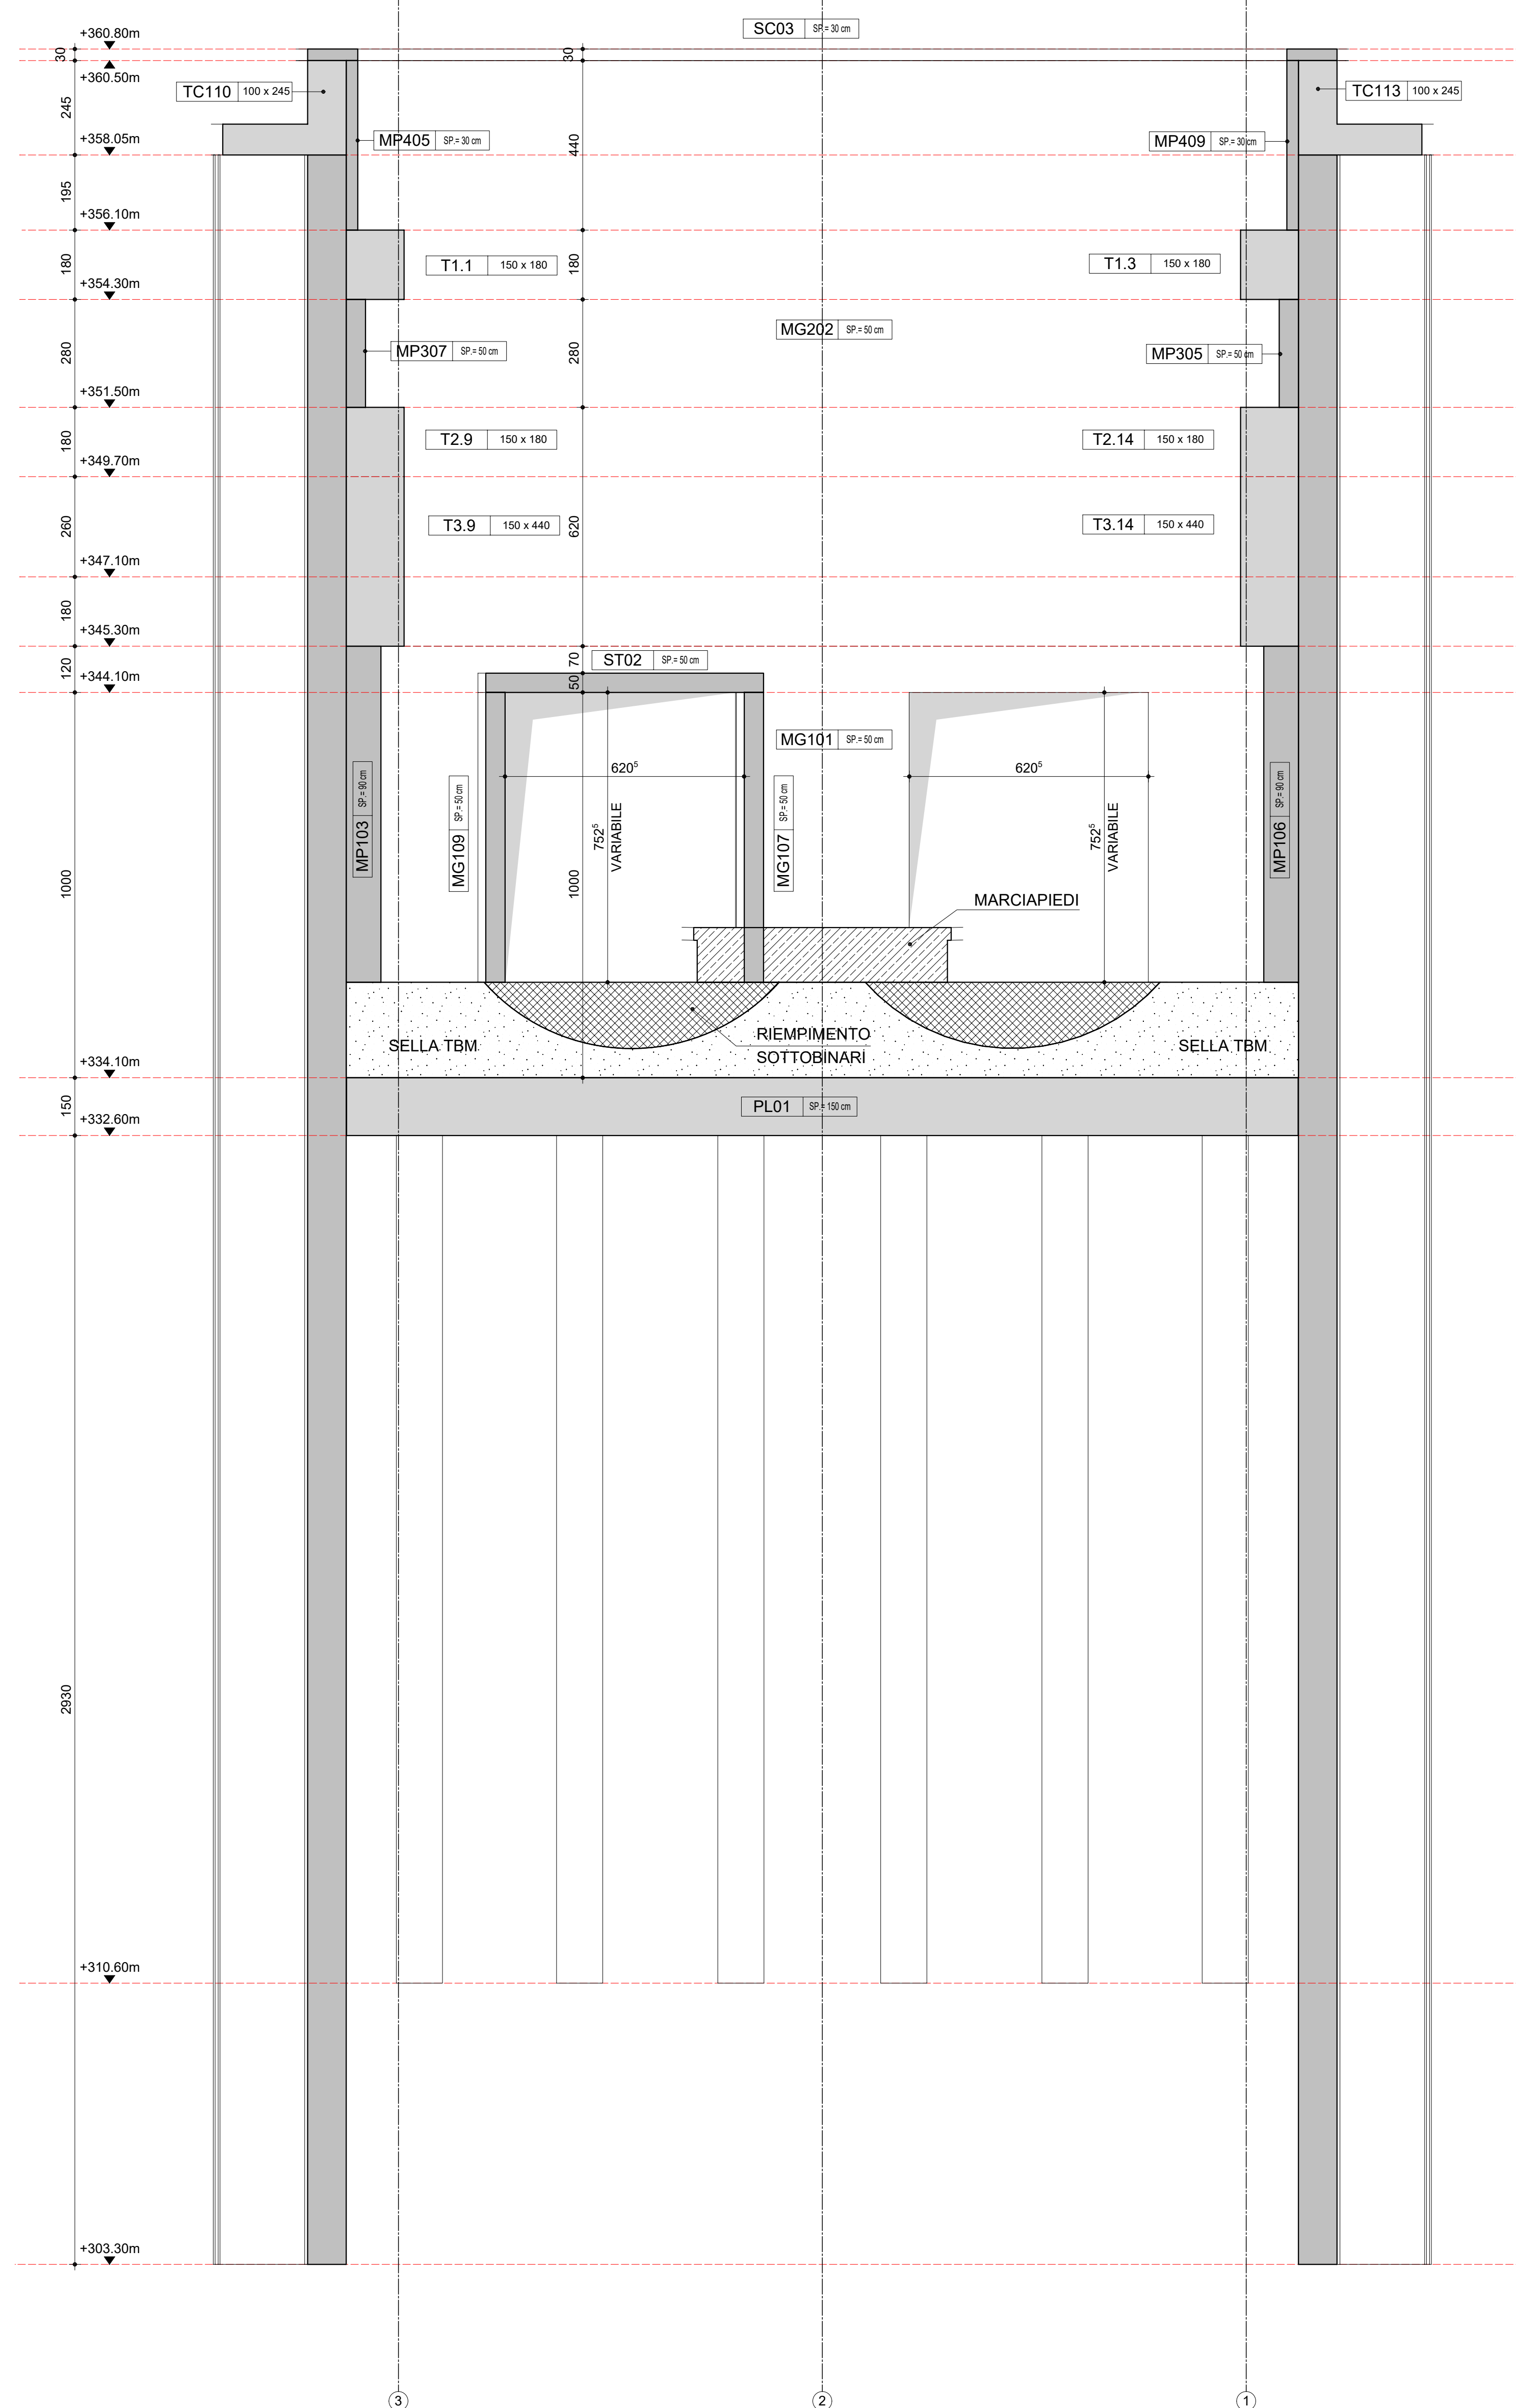 SC03 SP.= 30 cm
+360.80m
30
30
+360.50m
TC110 100 x 245
TC113 100 x 245
245
+358.05m
MP405 SP.= 30 cm
440
MP409 SP.= 30 cm
195
+356.10m
180
T1.1 150 x 180
180
T1.3 150 x 180
+354.30m
MG202 SP.= 50 cm
280
MP307 SP.= 50 cm
280
MP305 SP.= 50 cm
+351.50m
180
T2.9 150 x 180
T2.14 150 x 180
+349.70m
260
T3.9 150 x 440
620
T3.14 150 x 440
+347.10m
180
+345.30m
120
70
ST02 SP.= 50 cm
50
+344.10m
MG101 SP.= 50 cm
620⁵
620⁵
MP103 SP.= 90 cm
MG109 SP.= 50 cm
752⁵
VARIABILE
MG107 SP.= 50 cm
752⁵
VARIABILE
MP106 SP.= 90 cm
1000
1000
MARCIAPIEDI
RIEMPIMENTO
SOTTOBINARI
SELLA TBM
SELLA TBM
+334.10m
150
PL01 SP.= 150 cm
+332.60m
2930
+310.60m
+303.30m
3
2
1